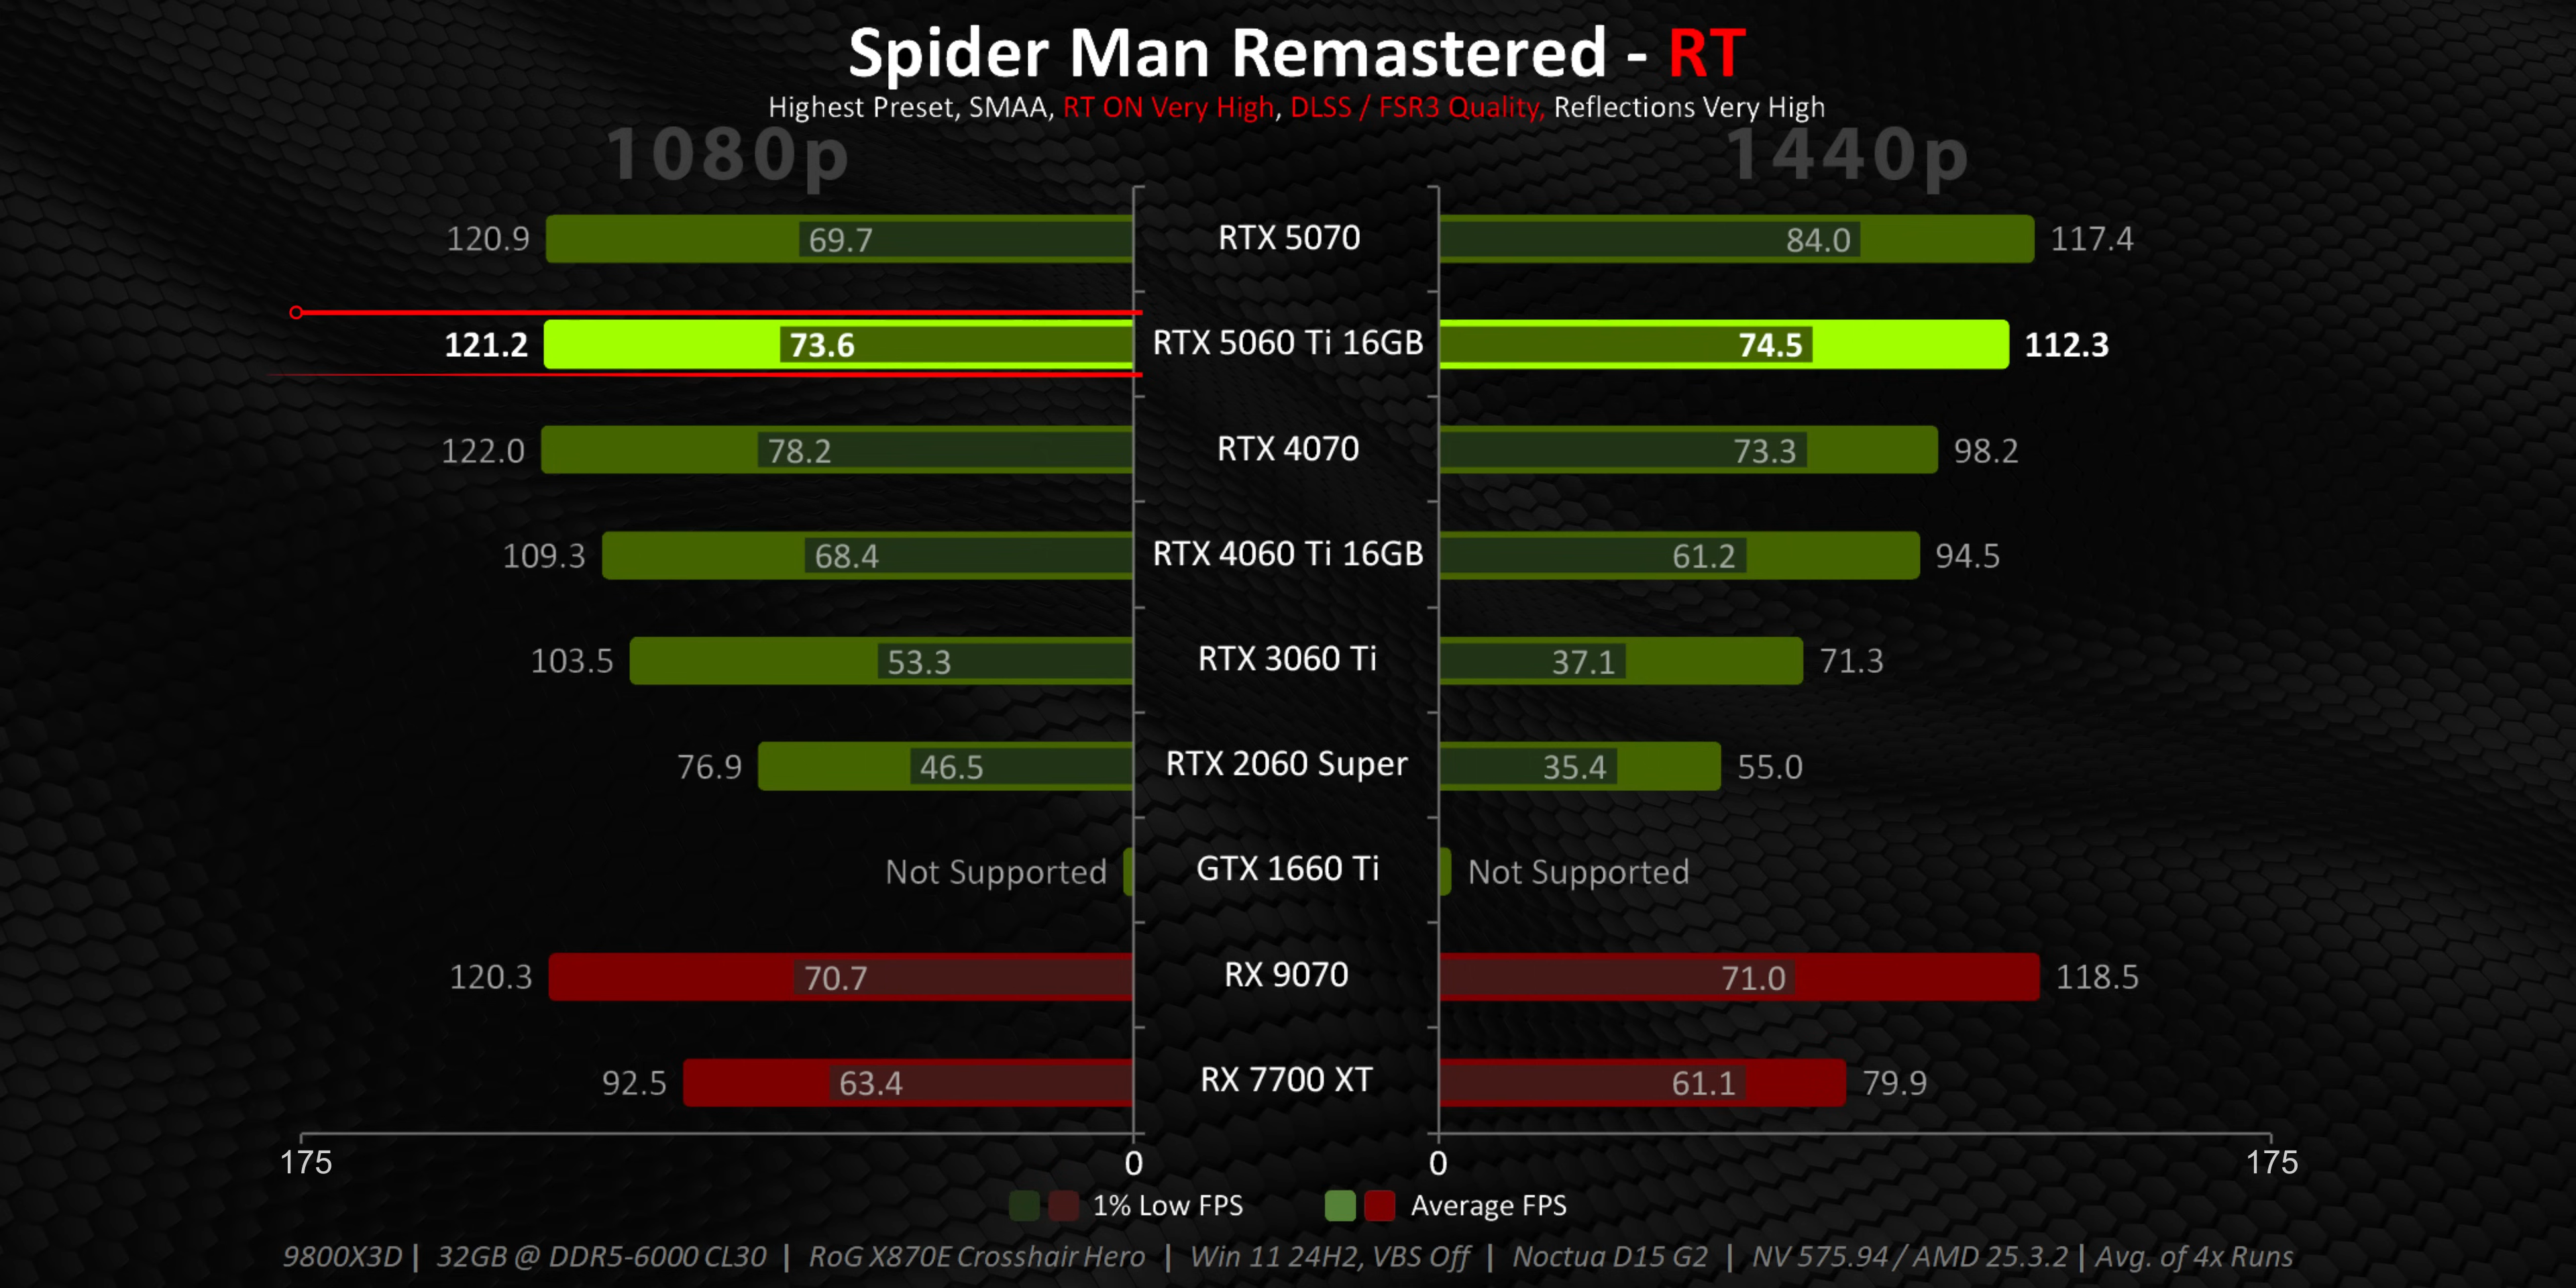 Spider Man Remastered - RT
Highest Preset, SMAA, RT ON Very High, DLSS / FSR3 Quality, Reflections Very High
1080p 1440p
120.9 69.7 RTX 5070 84.0 117.4
121.2 73.6 RTX 5060 Ti 16GB 74.5 112.3
122.0 78.2 RTX 4070 73.3 98.2
109.3 68.4 RTX 4060 Ti 16GB 61.2 94.5
103.5 53.3 RTX 3060 Ti 37.1 71.3
76.9 46.5 RTX 2060 Super 35.4 55.0
Not Supported GTX 1660 Ti Not Supported
120.3 70.7 RX 9070 71.0 118.5
92.5 63.4 RX 7700 XT 61.1 79.9
175 0 0 175
1% Low FPS Average FPS
9800X3D | 32GB @ DDR5-6000 CL30 | RoG X870E Crosshair Hero | Win 11 24H2, VBS Off | Noctua D15 G2 | NV 575.94 / AMD 25.3.2 | Avg. of 4x Runs